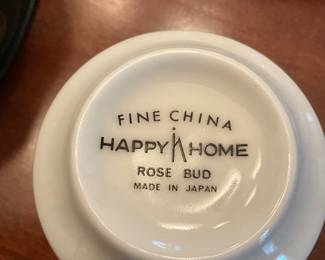 FINE CHINA
HAPPY HOME
ROSE BUD
MADE IN JAPAN